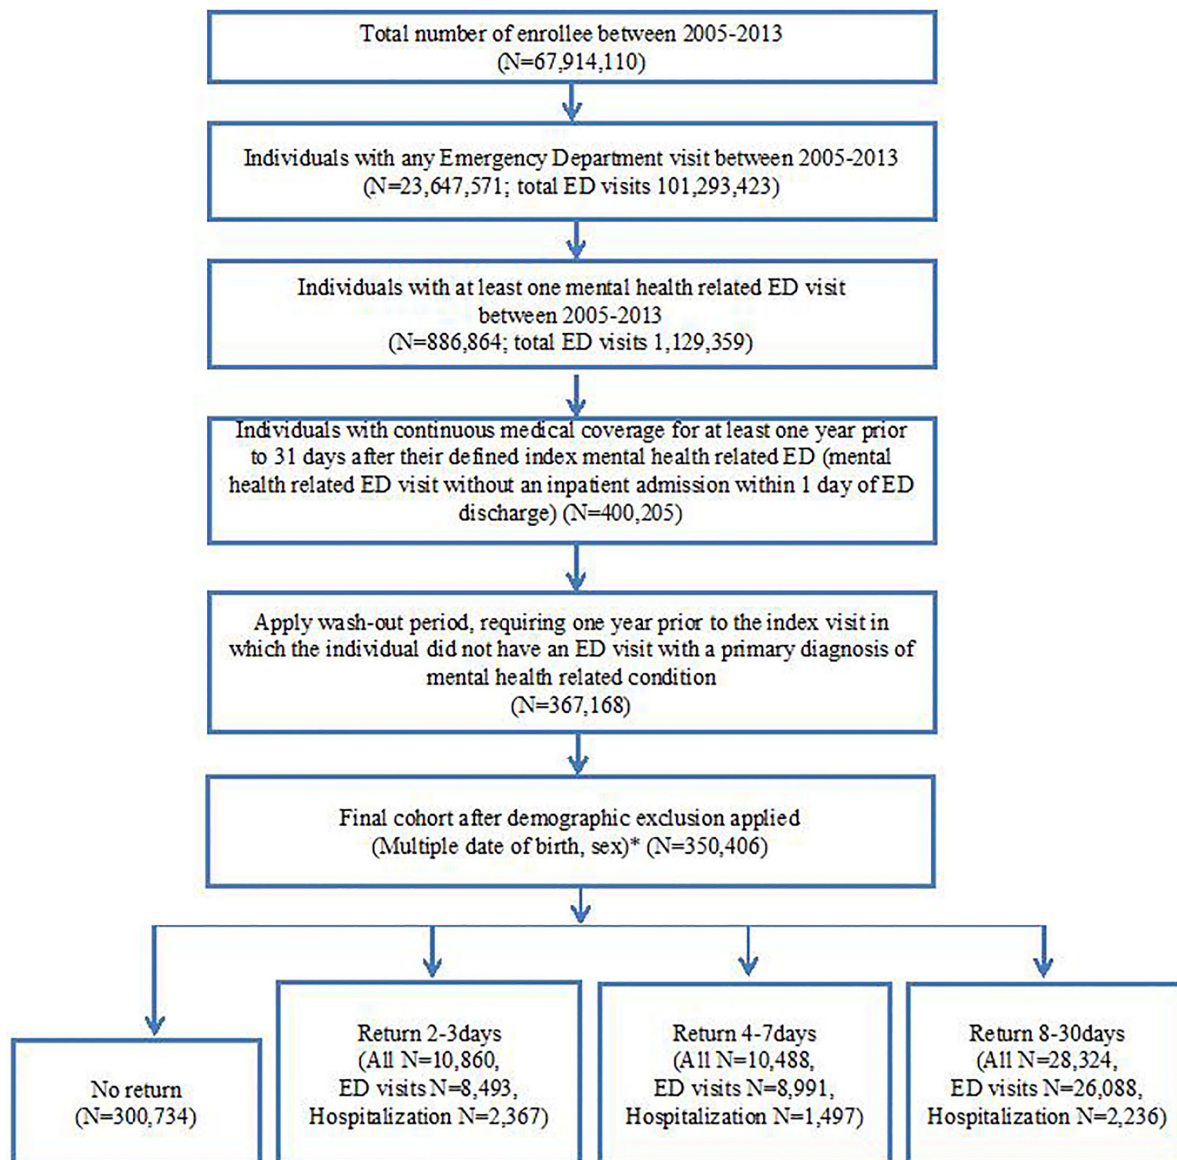 Total number of enrollee between 2005-2013
(N=67,914,110)
Individuals with any Emergency Department visit between 2005-2013
(N=23,647,571; total ED visits 101,293,423)
Individuals with at least one mental health related ED visit
between 2005-2013
(N=886,864; total ED visits 1,129,359)
Individuals with continuous medical coverage for at least one year prior
to 31 days after their defined index mental health related ED (mental
health related ED visit without an inpatient admission within 1 day of ED
discharge) (N=400,205)
Apply wash-out period, requiring one year prior to the index visit in
which the individual did not have an ED visit with a primary diagnosis of
mental health related condition
(N=367,168)
Final cohort after demographic exclusion applied
(Multiple date of birth, sex)* (N=350,406)
No return
(N=300,734)
Return 2-3days
(All N=10,860,
ED visits N=8,493,
Hospitalization N=2,367)
Return 4-7days
(All N=10,488,
ED visits N=8,991,
Hospitalization N=1,497)
Return 8-30days
(All N=28,324,
ED visits N=26,088,
Hospitalization N=2,236)